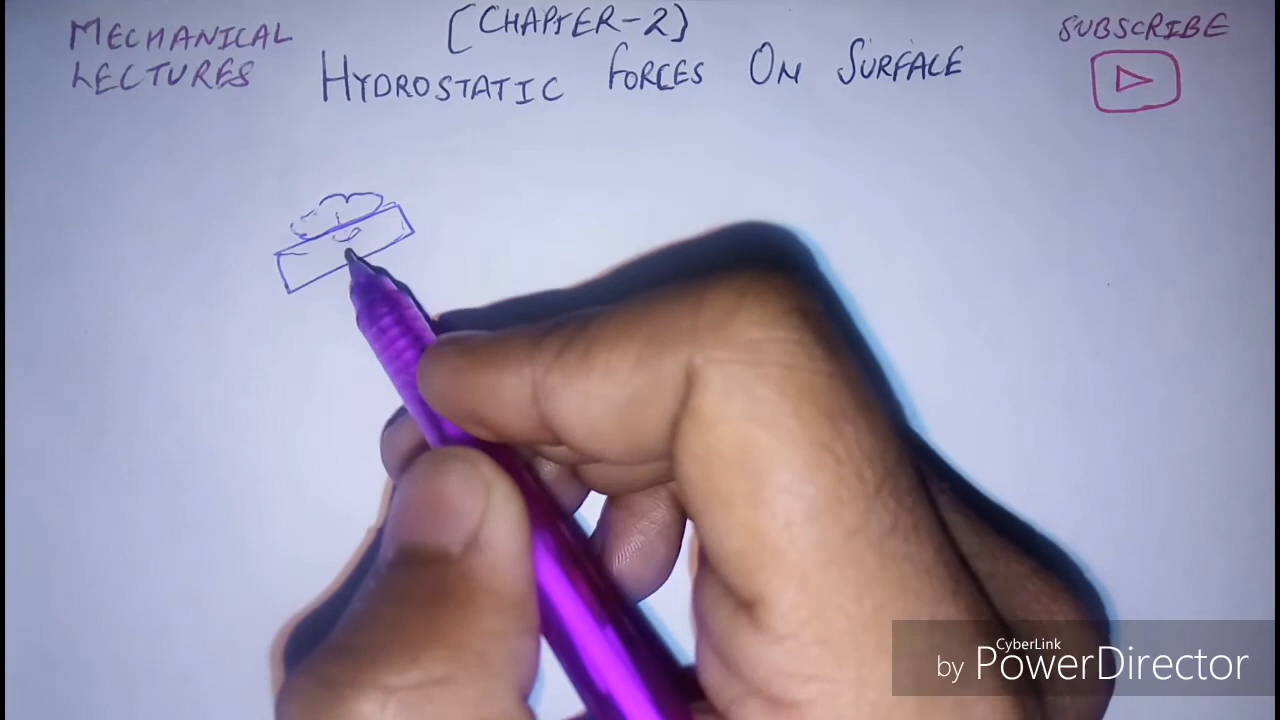 MECHANICAL
LECTURES
[CHAPTER-2]
HYDROSTATIC FORCES ON SURFACE
SUBSCRIBE
CyberLink
by PowerDirector